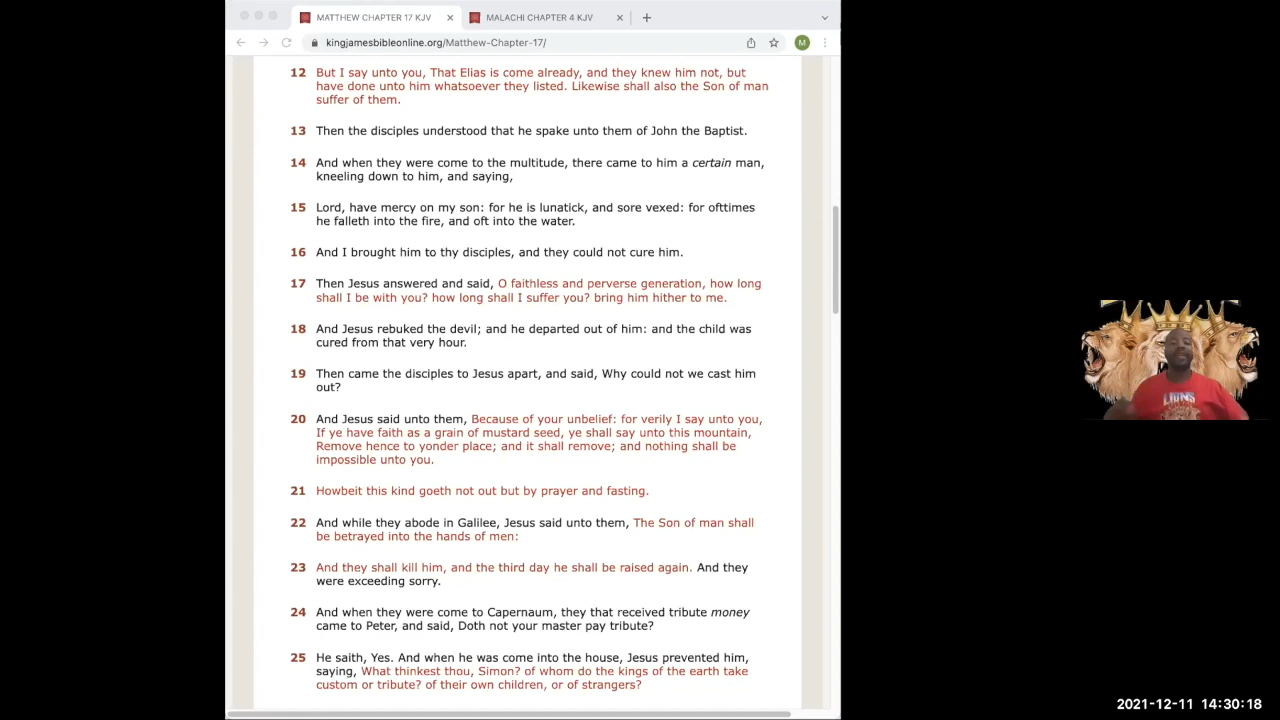 MATTHEW CHAPTER 17 KJV
MALACHI CHAPTER 4 KJV
kingjamesbibleonline.org/Matthew-Chapter-17/
M
12 But I say unto you, That Elias is come already, and they knew him not, but
have done unto him whatsoever they listed. Likewise shall also the Son of man
suffer of them.
13 Then the disciples understood that he spake unto them of John the Baptist.
14 And when they were come to the multitude, there came to him a certain man,
kneeling down to him, and saying,
15 Lord, have mercy on my son: for he is lunatick, and sore vexed: for ofttimes
he falleth into the fire, and oft into the water.
16 And I brought him to thy disciples, and they could not cure him.
17 Then Jesus answered and said, O faithless and perverse generation, how long
shall I be with you? how long shall I suffer you? bring him hither to me.
18 And Jesus rebuked the devil; and he departed out of him: and the child was
cured from that very hour.
19 Then came the disciples to Jesus apart, and said, Why could not we cast him
out?
20 And Jesus said unto them, Because of your unbelief: for verily I say unto you,
If ye have faith as a grain of mustard seed, ye shall say unto this mountain,
Remove hence to yonder place; and it shall remove; and nothing shall be
impossible unto you.
21 Howbeit this kind goeth not out but by prayer and fasting.
22 And while they abode in Galilee, Jesus said unto them, The Son of man shall
be betrayed into the hands of men:
23 And they shall kill him, and the third day he shall be raised again. And they
were exceeding sorry.
24 And when they were come to Capernaum, they that received tribute money
came to Peter, and said, Doth not your master pay tribute?
25 He saith, Yes. And when he was come into the house, Jesus prevented him,
saying, What thinkest thou, Simon? of whom do the kings of the earth take
custom or tribute? of their own children, or of strangers?
LIONS
2021-12-11 14:30:18